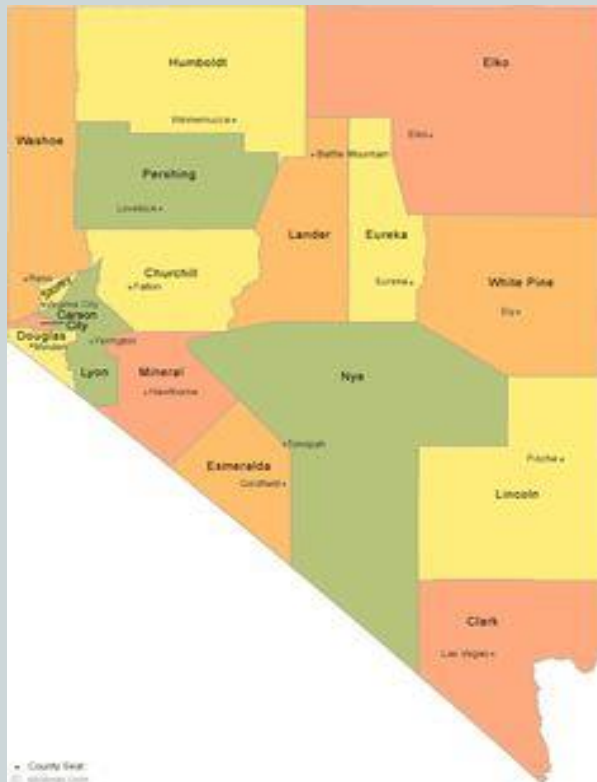 Humboldt
Elko
Winnemucca
Elko
Washoe
Battle Mountain
Pershing
Lovelock
Lander
Eureka
Churchill
Reno
Storey
Fallon
Eureka
White Pine
Virginia City
Carson
City
Ely
Douglas
Minden
Yerington
Lyon
Mineral
Nye
Hawthorne
Tonopah
Esmeralda
Goldfield
Pioche
Lincoln
Clark
Las Vegas
County Seat